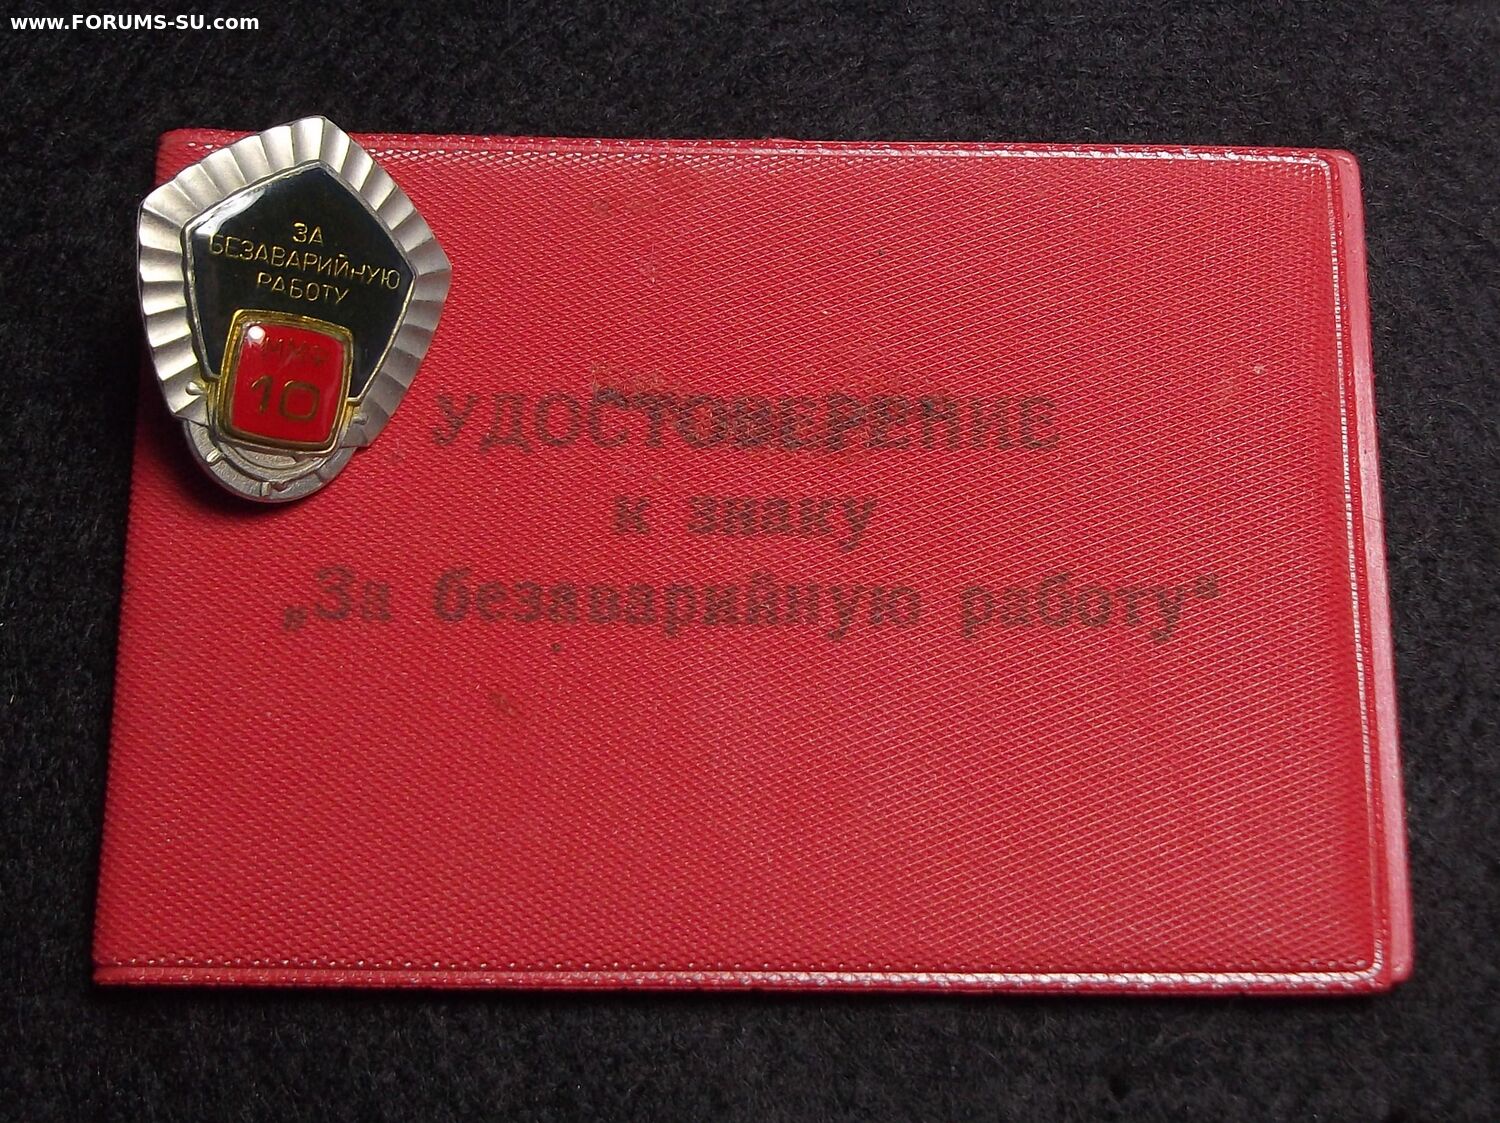 www.FORUMS-SU.com
ЗА
БЕЗАВАРИЙНУЮ
РАБОТУ
10
УДОСТОВЕРЕНИЕ
к знаку
„За безаварийную работу“